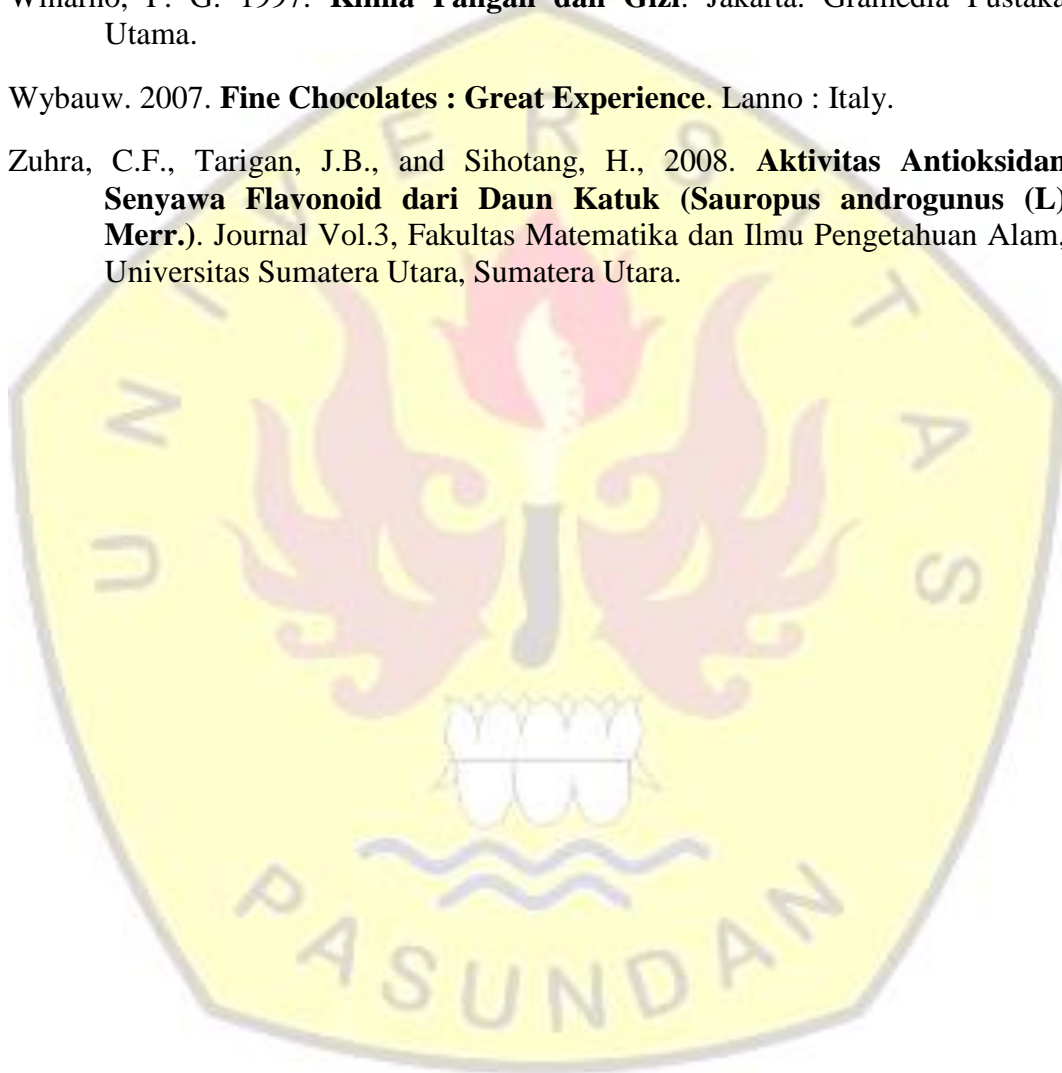 Winarno, F. G. 1997. Kimia Pangan dan Gizi. Jakarta: Gramedia Pustaka
Utama.
Wybauw. 2007. Fine Chocolates : Great Experience. Lanno : Italy.
Zuhra, C.F., Tarigan, J.B., and Sihotang, H., 2008. Aktivitas Antioksidan
Senyawa Flavonoid dari Daun Katuk (Sauropus androgunus (L)
Merr.). Journal Vol.3, Fakultas Matematika dan Ilmu Pengetahuan Alam,
Universitas Sumatera Utara, Sumatera Utara.
UNIVERSITAS
PASUNDAN